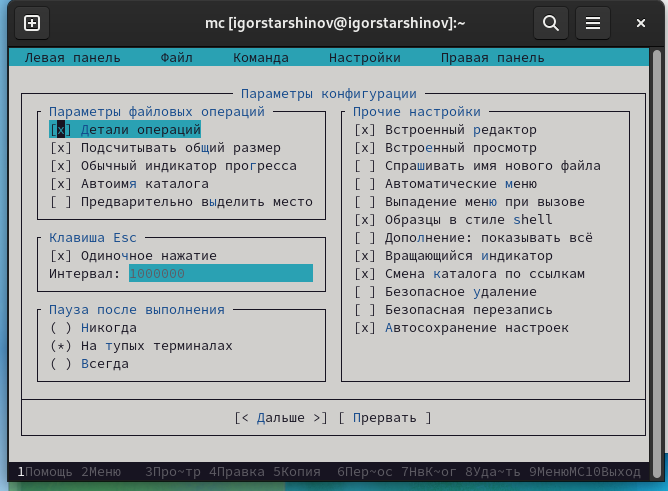 mc [igorstarshinov@igorstarshinov]:~
Левая панель Файл Команда Настройки Правая панель
Параметры конфигурации
Параметры файловых операций
[x] Детали операций
[x] Подсчитывать общий размер
[x] Обычный индикатор прогресса
[x] Автоимя каталога
[ ] Предварительно выделить место
Клавиша Esc
[x] Одиночное нажатие
Интервал: 1000000
Пауза после выполнения
( ) Никогда
(*) На тупых терминалах
( ) Всегда
Прочие настройки
[x] Встроенный редактор
[x] Встроенный просмотр
[ ] Спрашивать имя нового файла
[ ] Автоматические меню
[ ] Выпадение меню при вызове
[x] Образцы в стиле shell
[ ] Дополнение: показывать всё
[x] Вращающийся индикатор
[x] Смена каталога по ссылкам
[ ] Безопасное удаление
[ ] Безопасная перезапись
[x] Автосохранение настроек
[< Дальше >] [ Прервать ]
1Помощь 2Меню 3Про~тр 4Правка 5Копия 6Пер~ос 7НвК~ог 8Уда~ть 9МенюMC10Выход